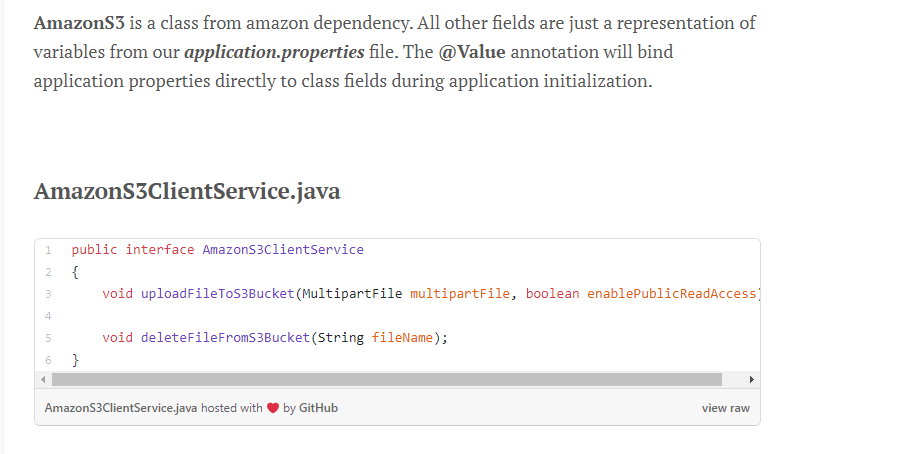 AmazonS3 is a class from amazon dependency. All other fields are just a representation of
variables from our application.properties file. The @Value annotation will bind
application properties directly to class fields during application initialization.
AmazonS3ClientService.java
1 public interface AmazonS3ClientService
2 {
3 void uploadFileToS3Bucket(MultipartFile multipartFile, boolean enablePublicReadAccess)
4
5 void deleteFileFromS3Bucket(String fileName);
6 }
AmazonS3ClientService.java hosted with ❤ by GitHub view raw